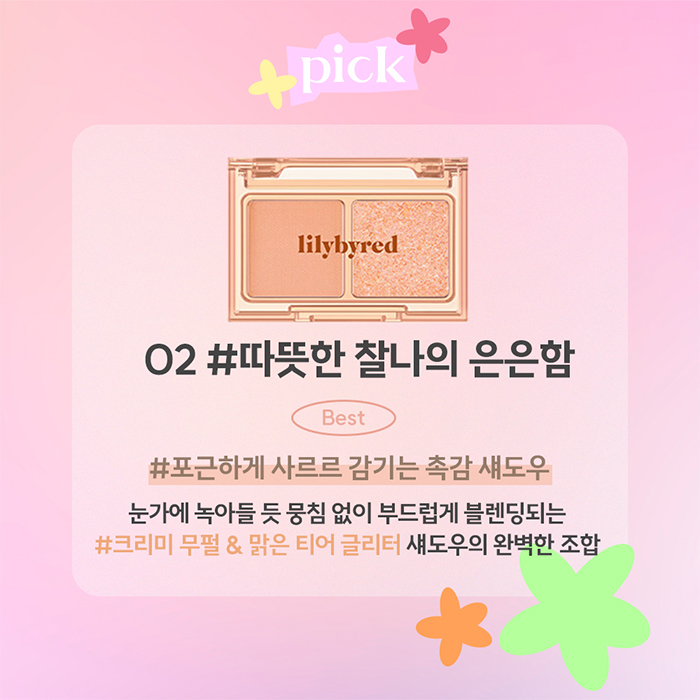 pick
lilybyred
02 #따뜻한 찰나의 은은함
Best
#포근하게 사르르 감기는 촉감 섀도우
눈가에 녹아들 듯 뭉침 없이 부드럽게 블렌딩되는
#크리미 무펄 & 맑은 티어 글리터 섀도우의 완벽한 조합